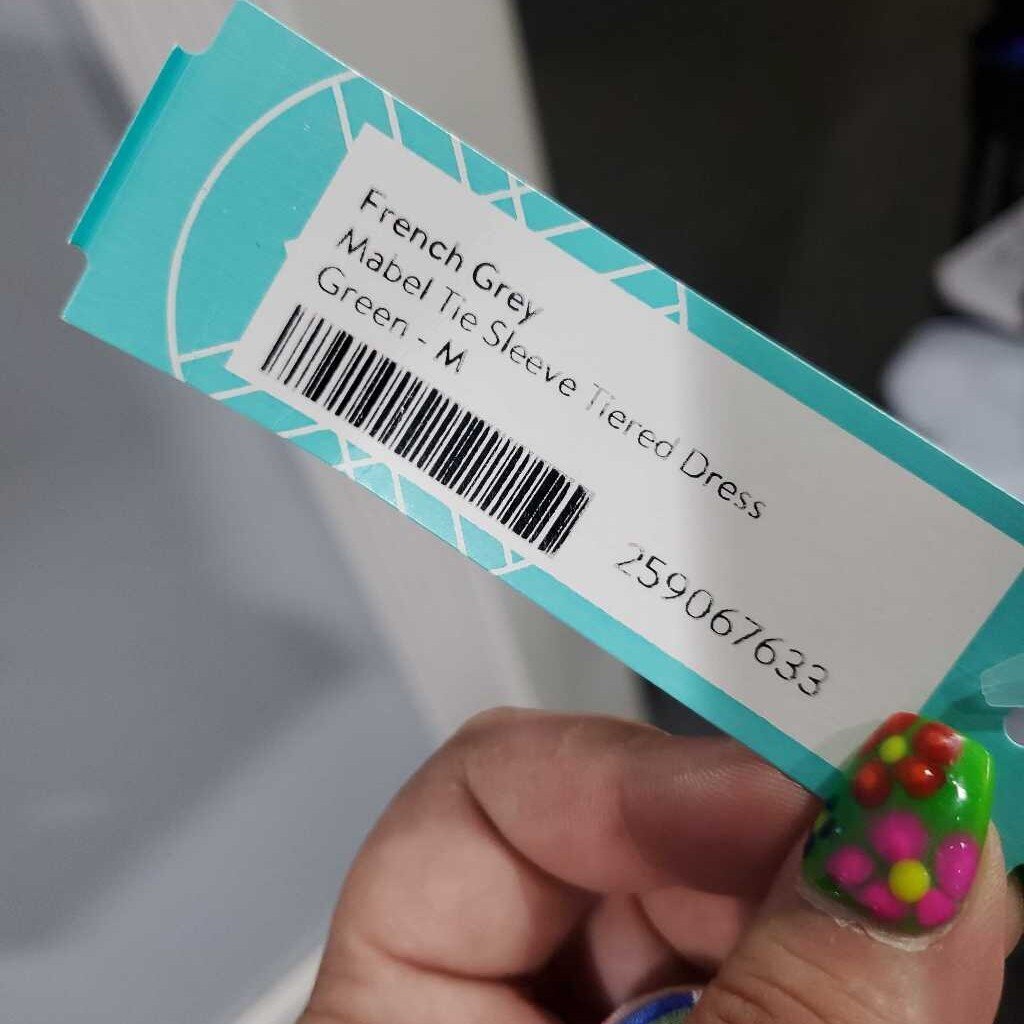 French Grey
Mabel Tie Sleeve Tiered Dress
Green - M
259067633